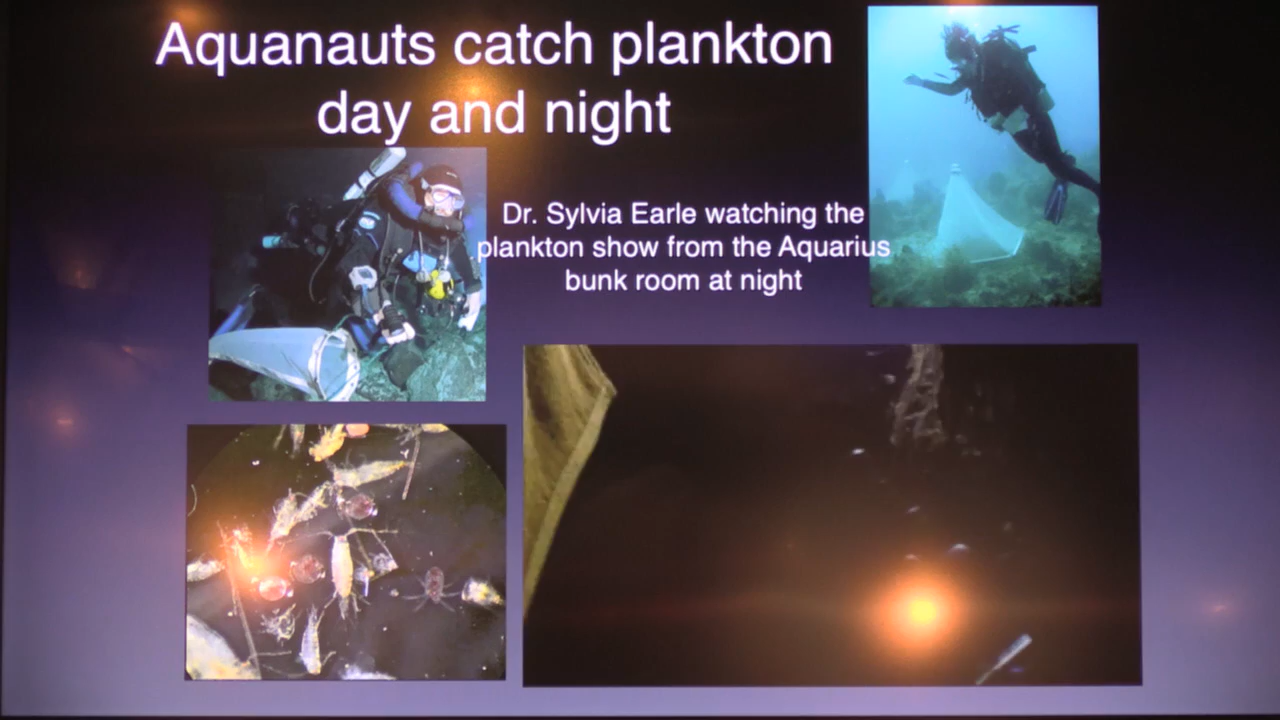 Aquanauts catch plankton
day and night
Dr. Sylvia Earle watching the
plankton show from the Aquarius
bunk room at night